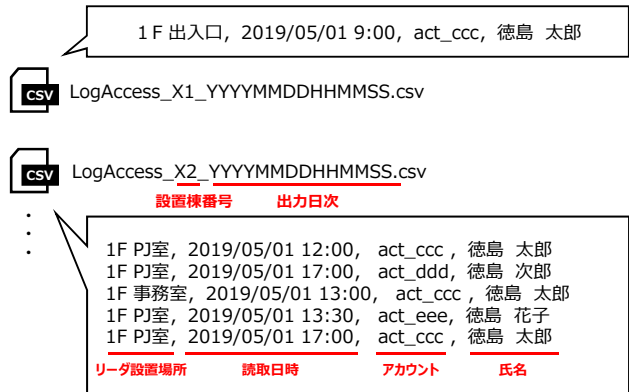 1F 出入口, 2019/05/01 9:00, act_ccc, 徳島 太郎
CSV LogAccess_X1_YYYYMMDDHHMMSS.csv
CSV LogAccess_X2_YYYYMMDDHHMMSS.csv
設置棟番号 出力日次
1F PJ室, 2019/05/01 12:00, act_ccc , 徳島 太郎
1F PJ室, 2019/05/01 17:00, act_ddd, 徳島 次郎
1F 事務室, 2019/05/01 13:00, act_ccc , 徳島 太郎
1F PJ室, 2019/05/01 13:30, act_eee, 徳島 花子
1F PJ室, 2019/05/01 17:00, act_ccc , 徳島 太郎
リーダ設置場所 読取日時 アカウント 氏名